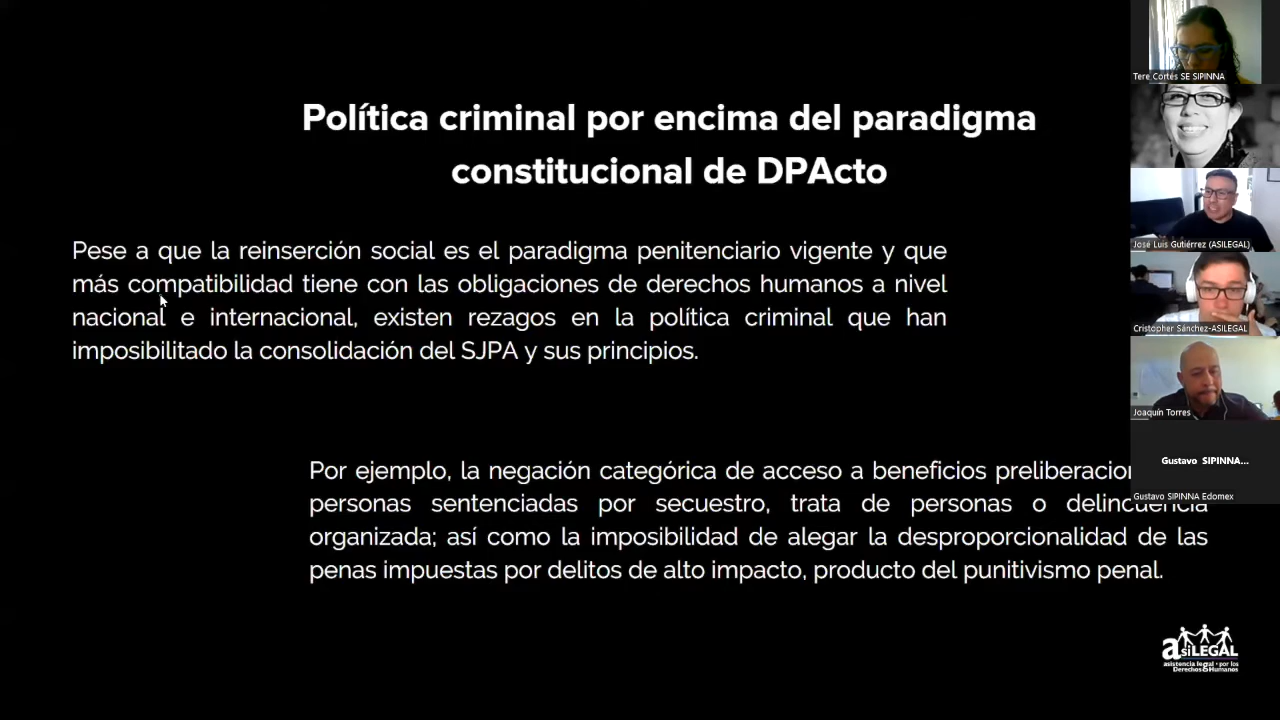 Política criminal por encima del paradigma
constitucional de DPActo
Pese a que la reinserción social es el paradigma penitenciario vigente y que
más compatibilidad tiene con las obligaciones de derechos humanos a nivel
nacional e internacional, existen rezagos en la política criminal que han
imposibilitado la consolidación del SJPA y sus principios.
Por ejemplo, la negación categórica de acceso a beneficios preliberacion
personas sentenciadas por secuestro, trata de personas o delincuencia
organizada; así como la imposibilidad de alegar la desproporcionalidad de las
penas impuestas por delitos de alto impacto, producto del punitivismo penal.
Tere Cortés SE SIPINNA
José Luis Gutiérrez (ASILEGAL)
Cristopher Sánchez-ASILEGAL
Joaquín Torres
Gustavo SIPINNA...
Gustavo SIPINNA Edomex
asiLEGAL
asistencia legal · por los
Derechos Humanos